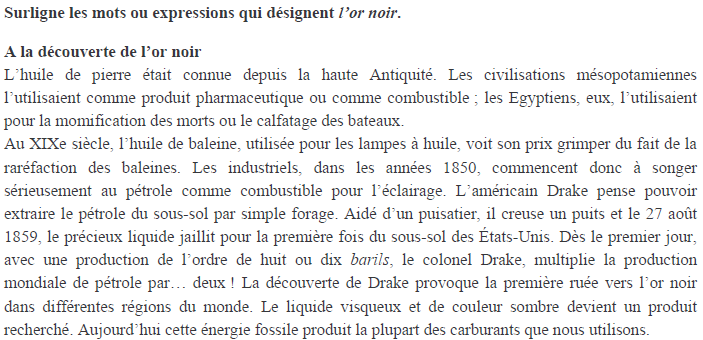 Surligne les mots ou expressions qui désignent l’or noir.
A la découverte de l’or noir
L’huile de pierre était connue depuis la haute Antiquité. Les civilisations mésopotamiennes
l’utilisaient comme produit pharmaceutique ou comme combustible ; les Egyptiens, eux, l’utilisaient
pour la momification des morts ou le calfatage des bateaux.
Au XIXe siècle, l’huile de baleine, utilisée pour les lampes à huile, voit son prix grimper du fait de la
raréfaction des baleines. Les industriels, dans les années 1850, commencent donc à songer
sérieusement au pétrole comme combustible pour l’éclairage. L’américain Drake pense pouvoir
extraire le pétrole du sous-sol par simple forage. Aidé d’un puisatier, il creuse un puits et le 27 août
1859, le précieux liquide jaillit pour la première fois du sous-sol des États-Unis. Dès le premier jour,
avec une production de l’ordre de huit ou dix barils, le colonel Drake, multiplie la production
mondiale de pétrole par… deux ! La découverte de Drake provoque la première ruée vers l’or noir
dans différentes régions du monde. Le liquide visqueux et de couleur sombre devient un produit
recherché. Aujourd’hui cette énergie fossile produit la plupart des carburants que nous utilisons.